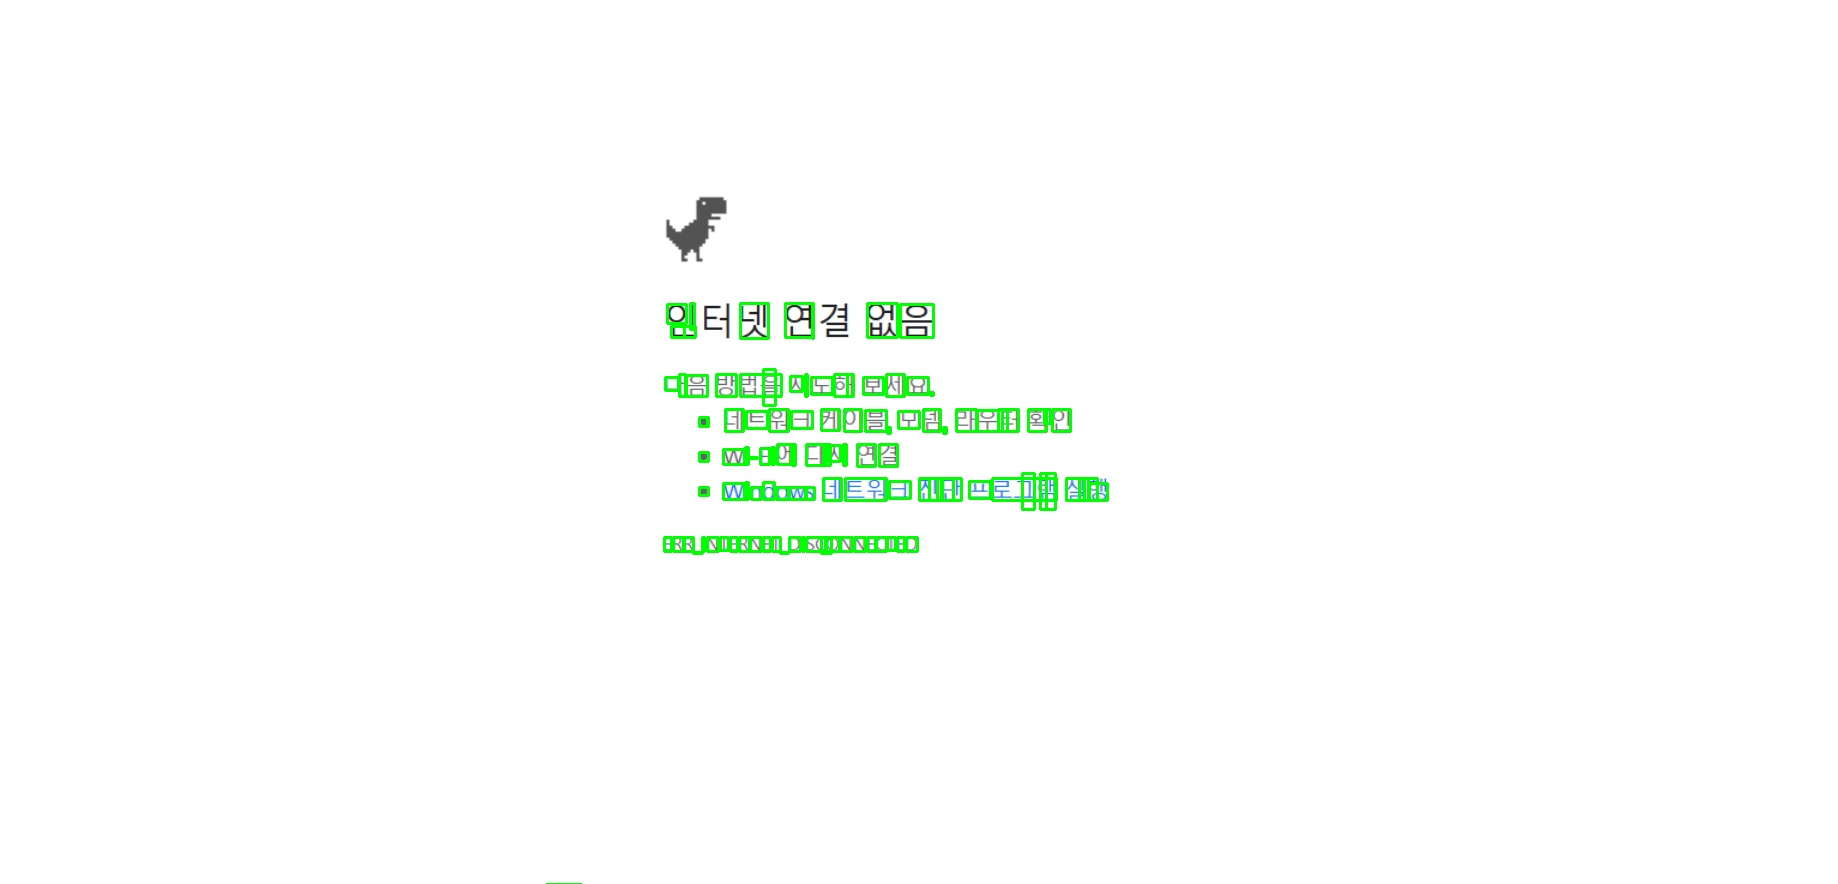 인터넷 연결 없음
다음 방법을 시도해 보세요.
네트워크 케이블, 모뎀, 라우터 확인
Wi-Fi에 다시 연결
Windows 네트워크 진단 프로그램 실행
ERR_INTERNET_DISCONNECTED